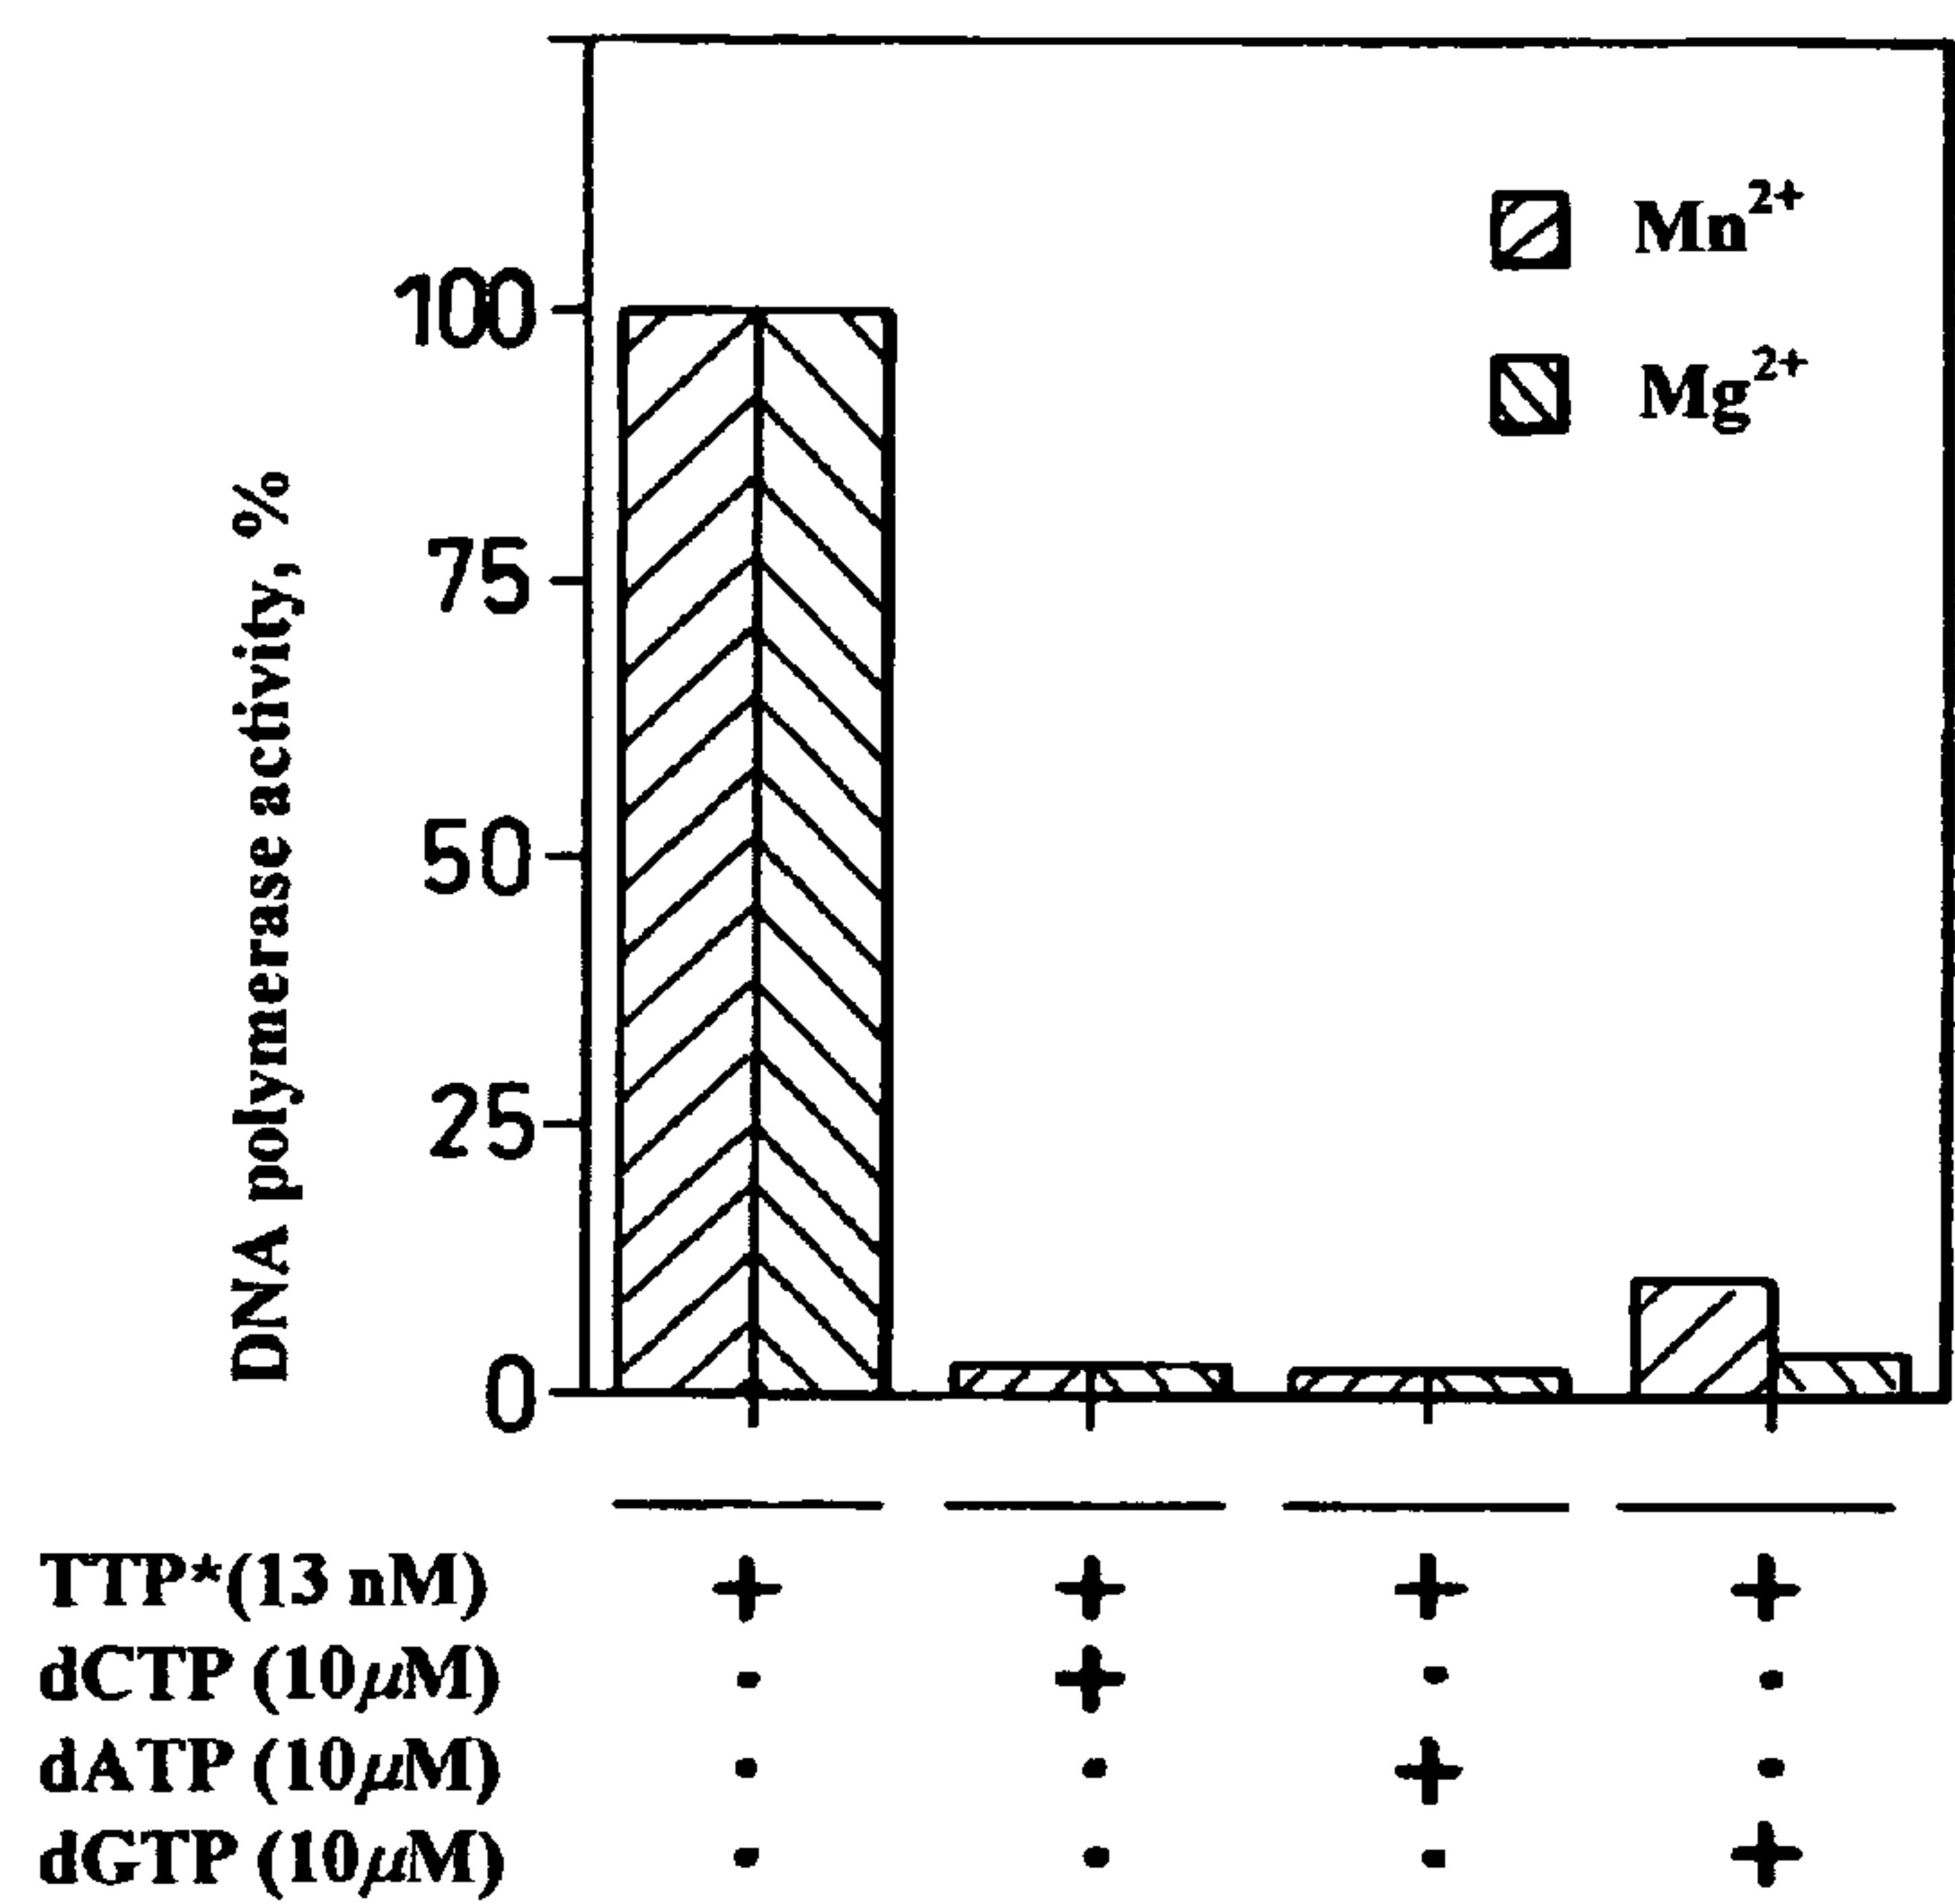 Mn²⁺
Mg²⁺
DNA polymerase activity, %
100
75
50
25
0
TTP*(13 nM) + + + +
dCTP (10μM) · + · ·
dATP (10μM) · · + ·
dGTP (10μM) · · · +